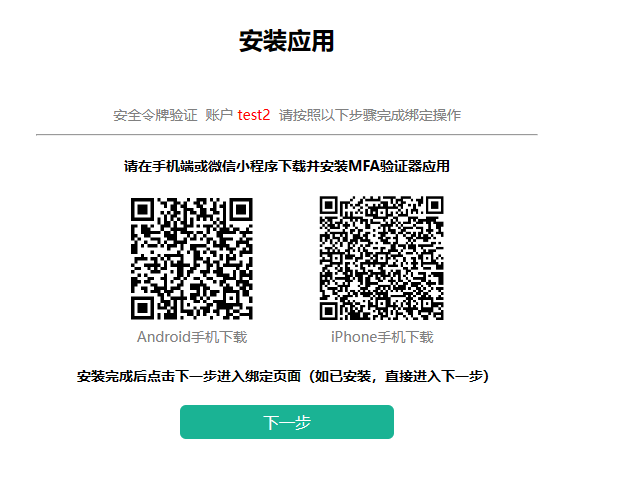 安装应用
安全令牌验证 账户 test2 请按照以下步骤完成绑定操作
请在手机端或微信小程序下载并安装MFA验证器应用
Android手机下载 iPhone手机下载
安装完成后点击下一步进入绑定页面（如已安装，直接进入下一步）
下一步